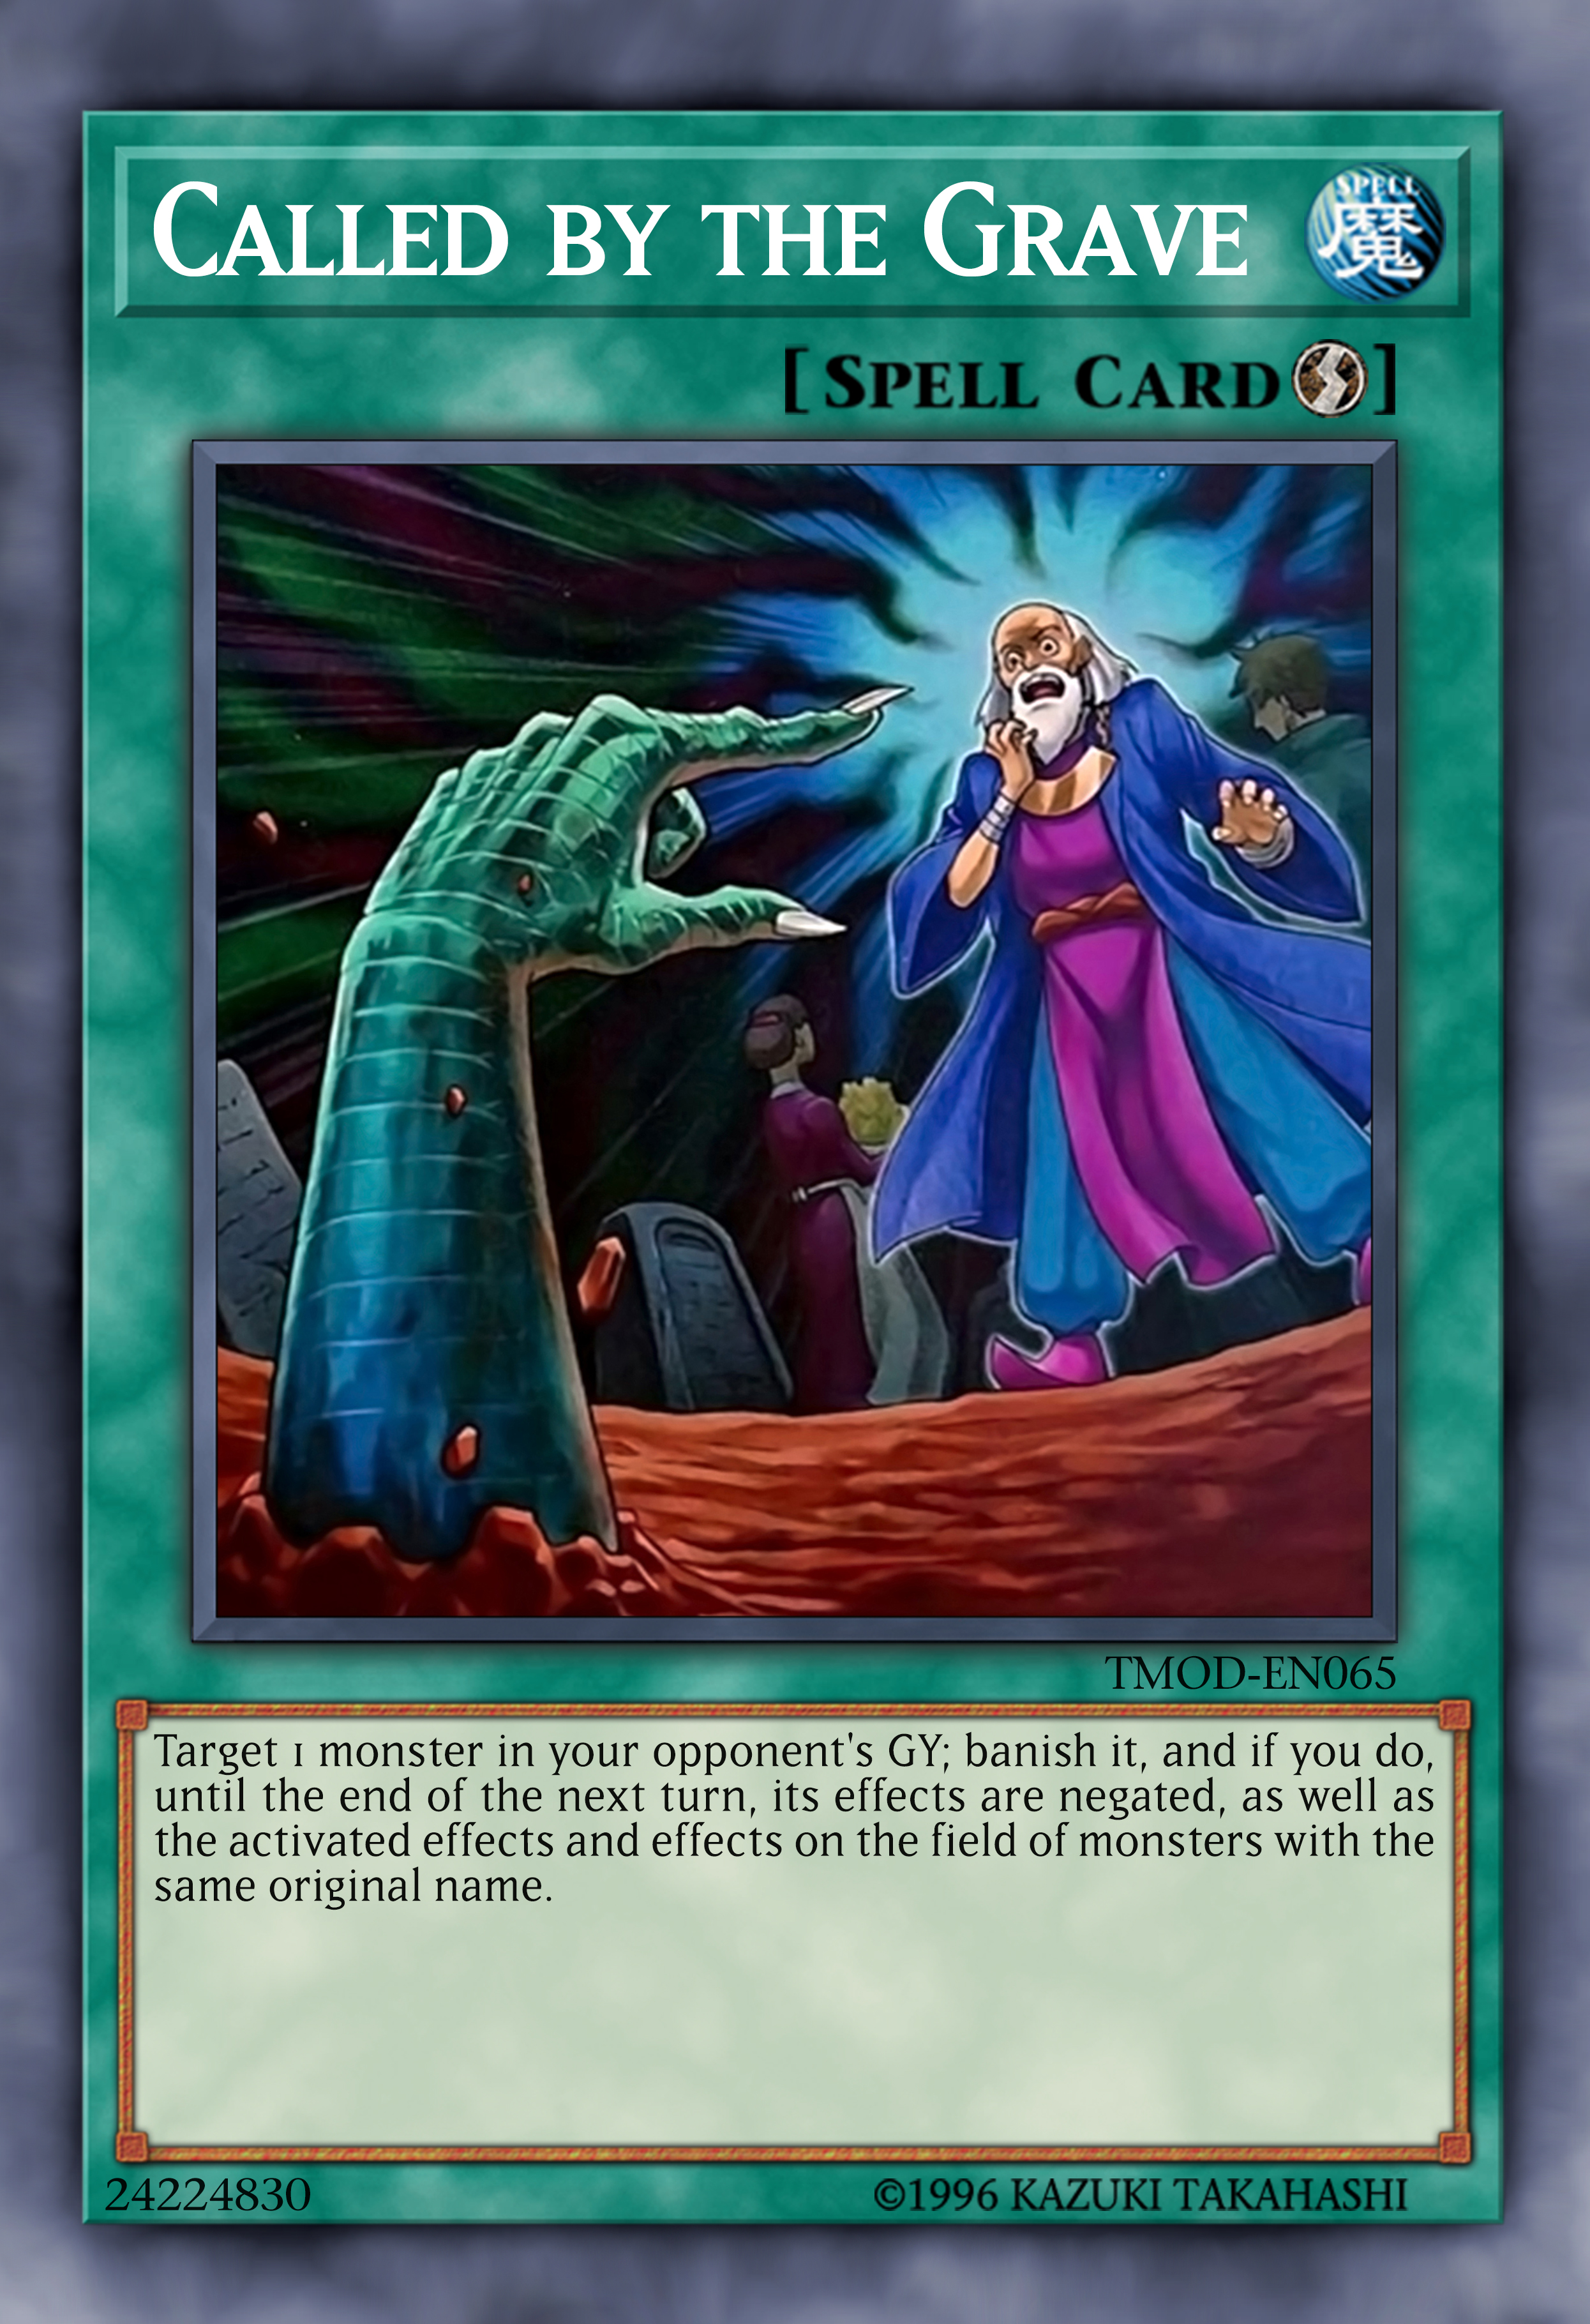 CALLED BY THE GRAVE
SPELL
魔
[SPELL CARD]
TMOD-EN065
Target 1 monster in your opponent's GY; banish it, and if you do,
until the end of the next turn, its effects are negated, as well as
the activated effects and effects on the field of monsters with the
same original name.
24224830
©1996 KAZUKI TAKAHASHI